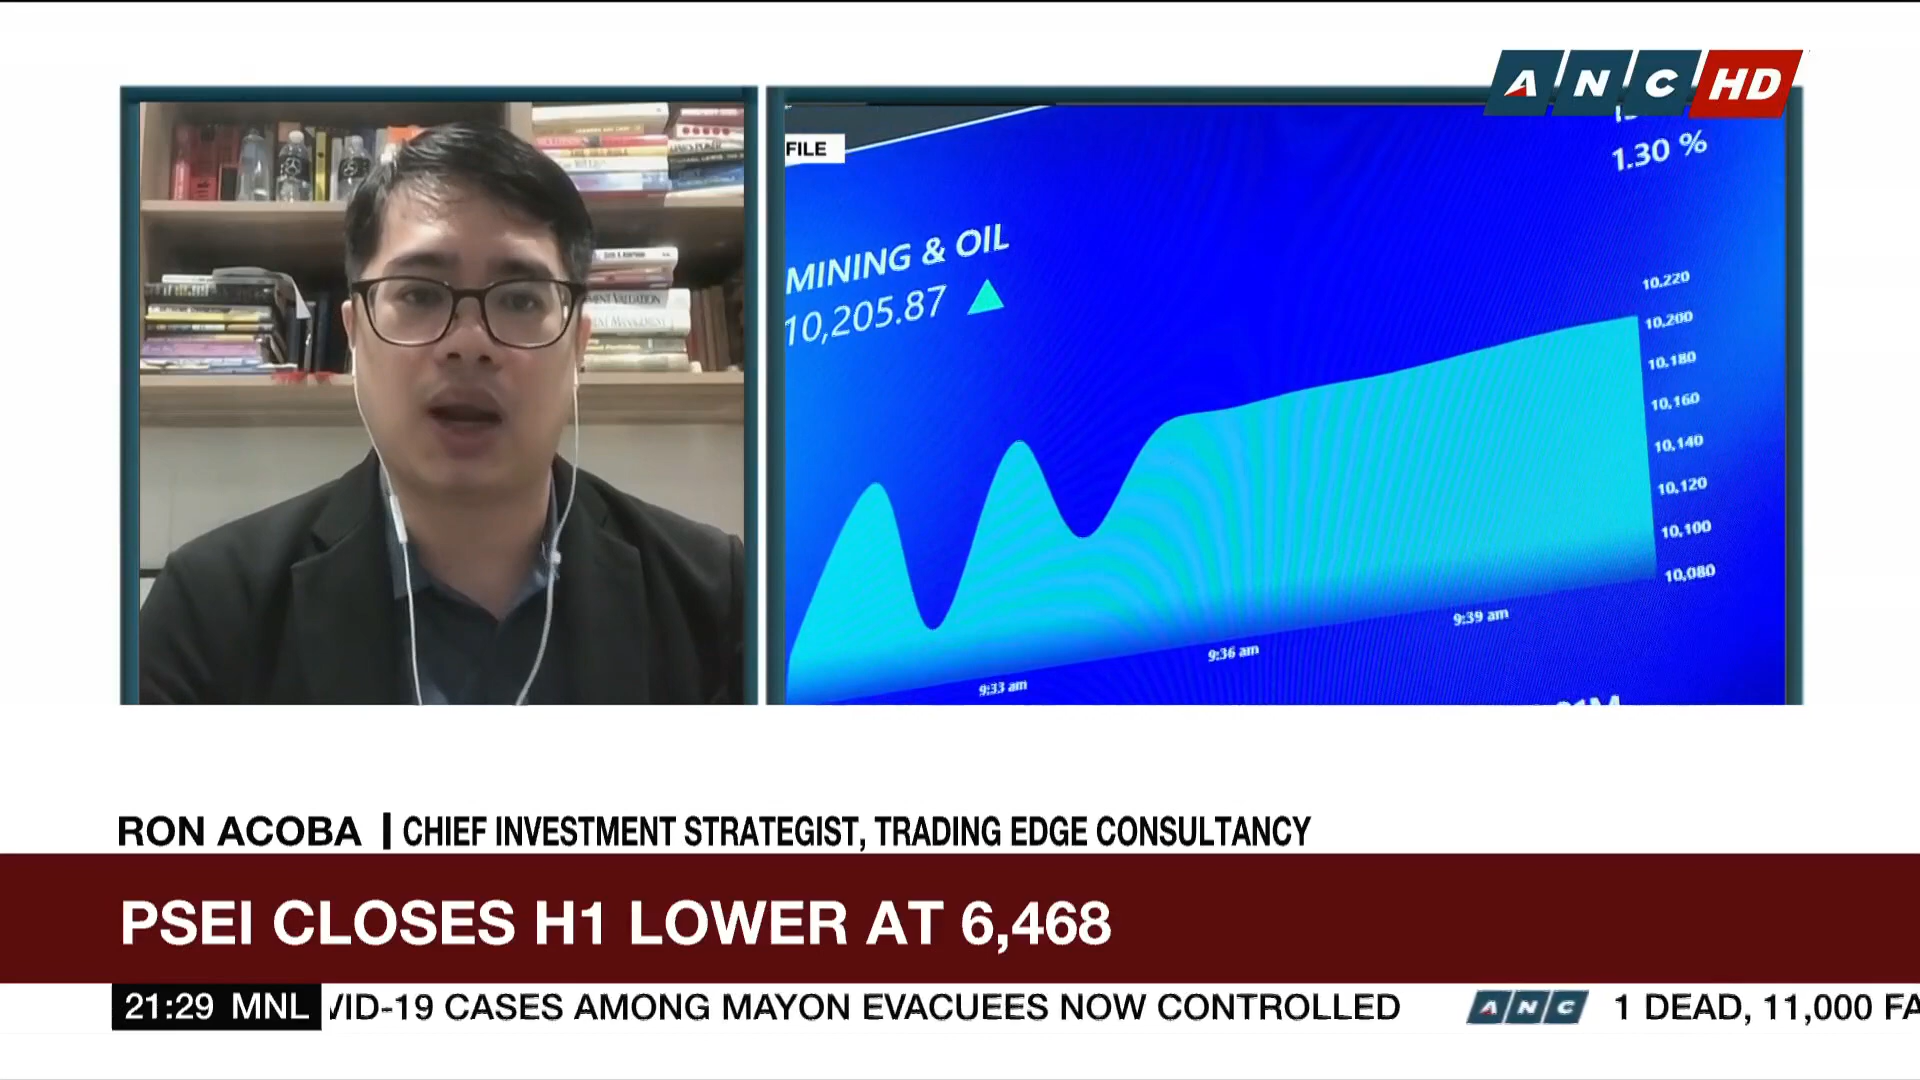 ANC HD
FILE
1.30 %
MINING & OIL
10,205.87
10,220
10,200
10,180
10,160
10,140
10,120
10,100
10,080
9:33 am
9:36 am
9:39 am
RON ACOBA | CHIEF INVESTMENT STRATEGIST, TRADING EDGE CONSULTANCY
PSEI CLOSES H1 LOWER AT 6,468
21:29 MNL VID-19 CASES AMONG MAYON EVACUEES NOW CONTROLLED ANC 1 DEAD, 11,000 FA